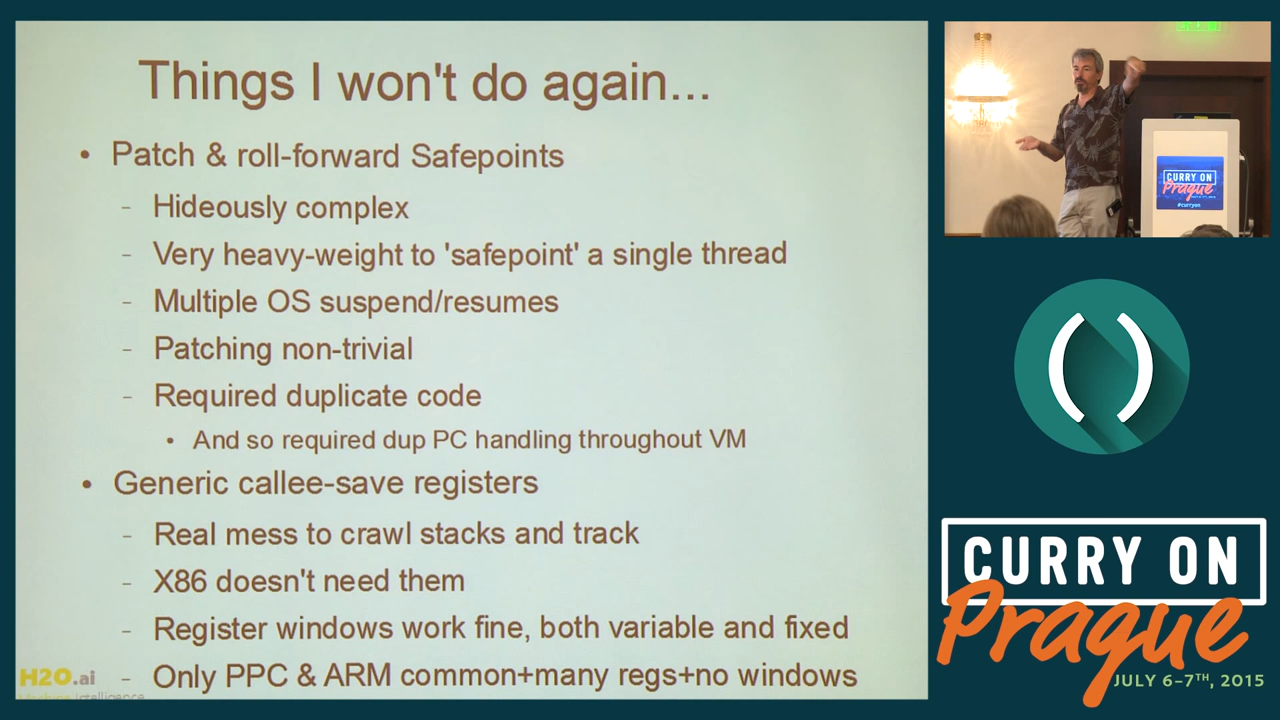 Things I won't do again...
• Patch & roll-forward Safepoints
– Hideously complex
– Very heavy-weight to 'safepoint' a single thread
– Multiple OS suspend/resumes
– Patching non-trivial
– Required duplicate code
• And so required dup PC handling throughout VM
• Generic callee-save registers
– Real mess to crawl stacks and track
– X86 doesn't need them
– Register windows work fine, both variable and fixed
– Only PPC & ARM common+many regs+no windows
H2O.ai
Machine Intelligence
CURRY ON
Prague
#curryon
( )
CURRY ON
Prague
JULY 6–7TH, 2015